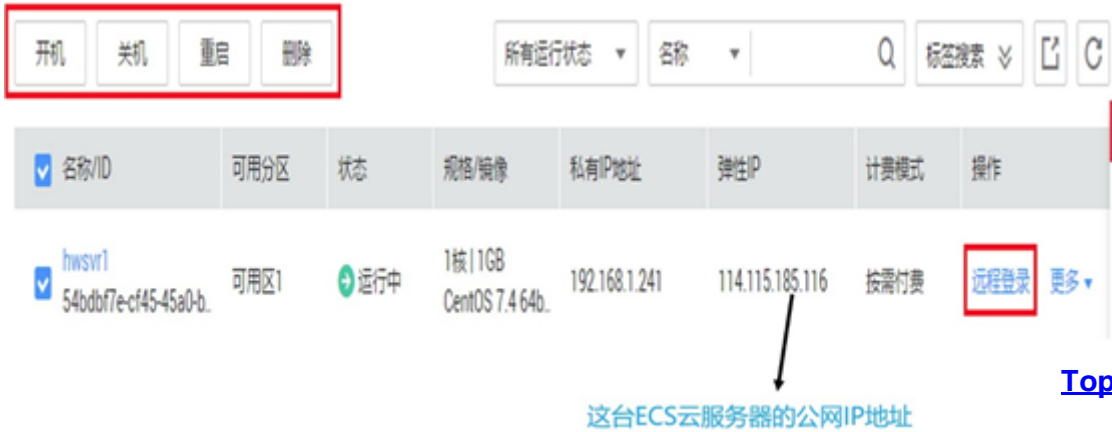 开机 关机 重启 删除 所有运行状态 名称 标签搜索
名称/ID 可用分区 状态 规格/镜像 私有IP地址 弹性IP 计费模式 操作
hwsvr1 1核 | 1GB
可用区1 运行中 192.168.1.241 114.115.185.116 按需付费 远程登录 更多
54bdbf7e-cf45-45a0-b... CentOS 7.4 64b...
Top
这台ECS云服务器的公网IP地址